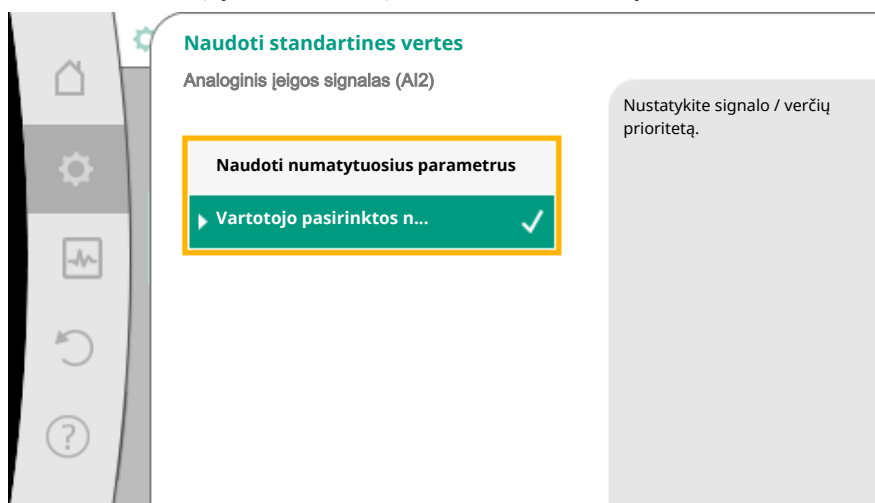 Naudoti standartines vertes
Analoginis įeigos signalas (AI2)
Nustatykite signalo / verčių
prioritetą.
Naudoti numatytuosius parametrus
Vartotojo pasirinktos n...
?